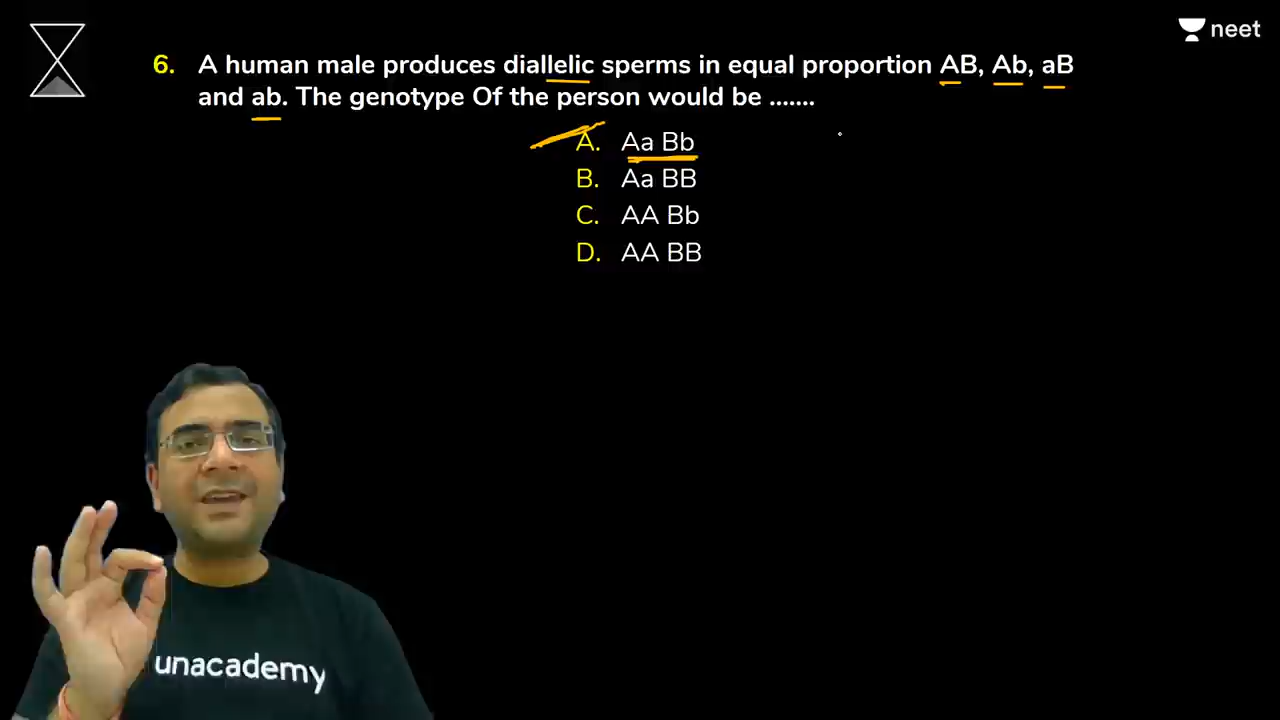 neet
6. A human male produces diallelic sperms in equal proportion AB, Ab, aB
and ab. The genotype Of the person would be .......
A. Aa Bb
B. Aa BB
C. AA Bb
D. AA BB
unacademy